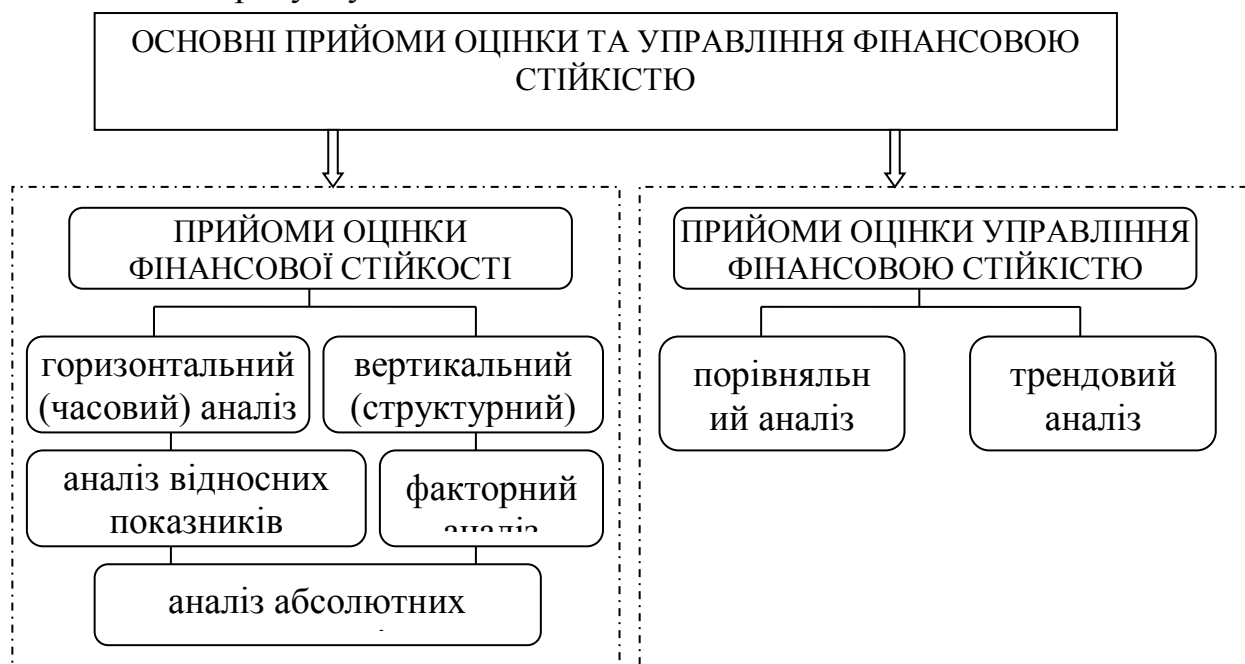 ОСНОВНІ ПРИЙОМИ ОЦІНКИ ТА УПРАВЛІННЯ ФІНАНСОВОЮ
СТІЙКІСТЮ
ПРИЙОМИ ОЦІНКИ
ФІНАНСОВОЇ СТІЙКОСТІ
горизонтальний
(часовий) аналіз
вертикальний
(структурний)
аналіз відносних
показників
факторний
аналіз
аналіз абсолютних
ПРИЙОМИ ОЦІНКИ УПРАВЛІННЯ
ФІНАНСОВОЮ СТІЙКІСТЮ
порівняльн
ий аналіз
трендовий
аналіз